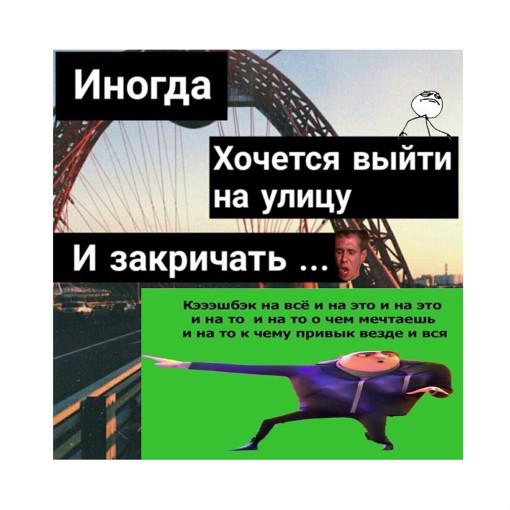 Иногда
Хочется выйти
на улицу
И закричать ...
Кэээшбэк на всё и на это и на это
и на то и на то о чем мечтаешь
и на то к чему привык везде и вся